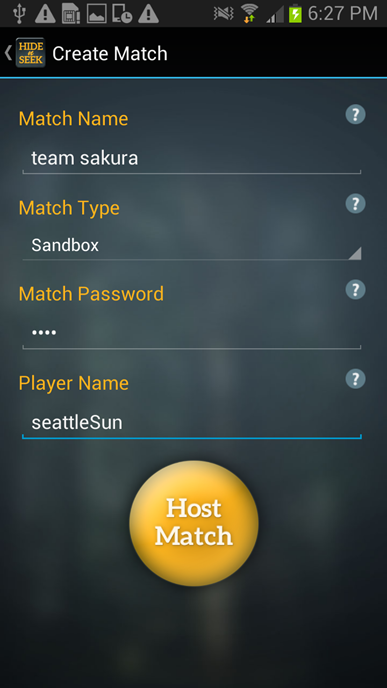 6:27 PM
HIDE
n
SEEK
Create Match
Match Name
?
team sakura
Match Type
?
Sandbox
Match Password
?
••••
Player Name
?
seattleSun
Host
Match